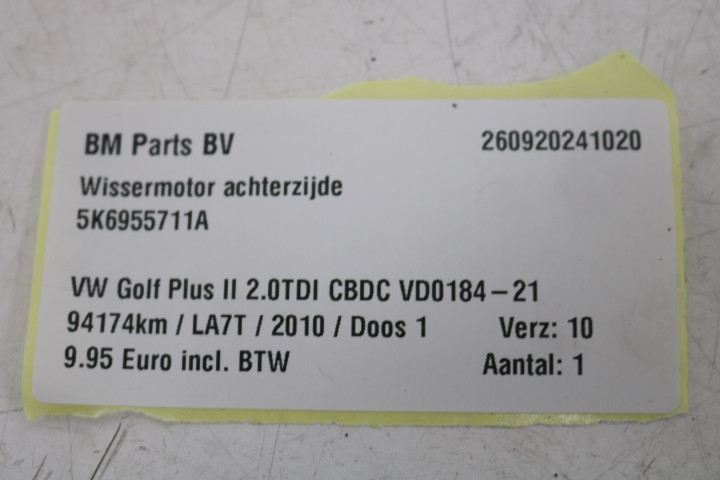 BM Parts BV 260920241020
Wissermotor achterzijde
5K6955711A
VW Golf Plus II 2.0TDI CBDC VD0184-21
94174km / LA7T / 2010 / Doos 1 Verz: 10
9.95 Euro incl. BTW Aantal: 1